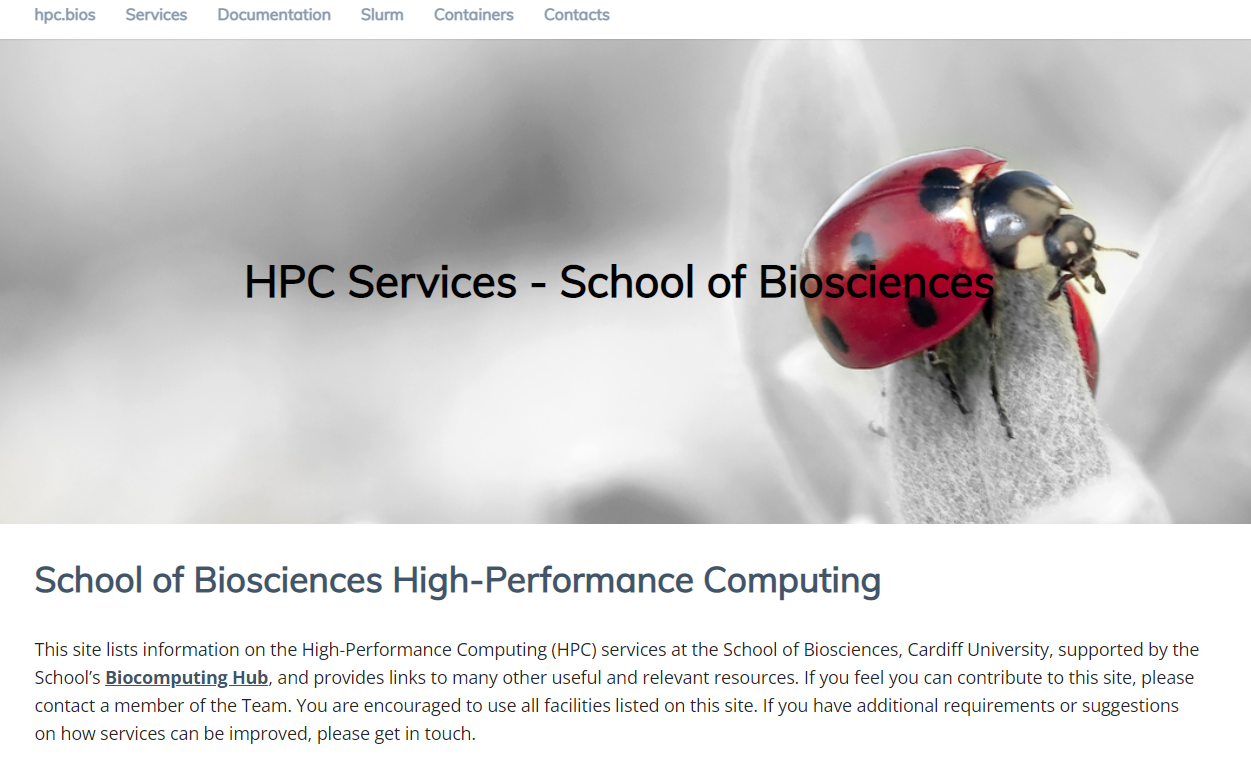 hpc.bios Services Documentation Slurm Containers Contacts
HPC Services - School of Biosciences
School of Biosciences High-Performance Computing
This site lists information on the High-Performance Computing (HPC) services at the School of Biosciences, Cardiff University, supported by the
School’s Biocomputing Hub, and provides links to many other useful and relevant resources. If you feel you can contribute to this site, please
contact a member of the Team. You are encouraged to use all facilities listed on this site. If you have additional requirements or suggestions
on how services can be improved, please get in touch.